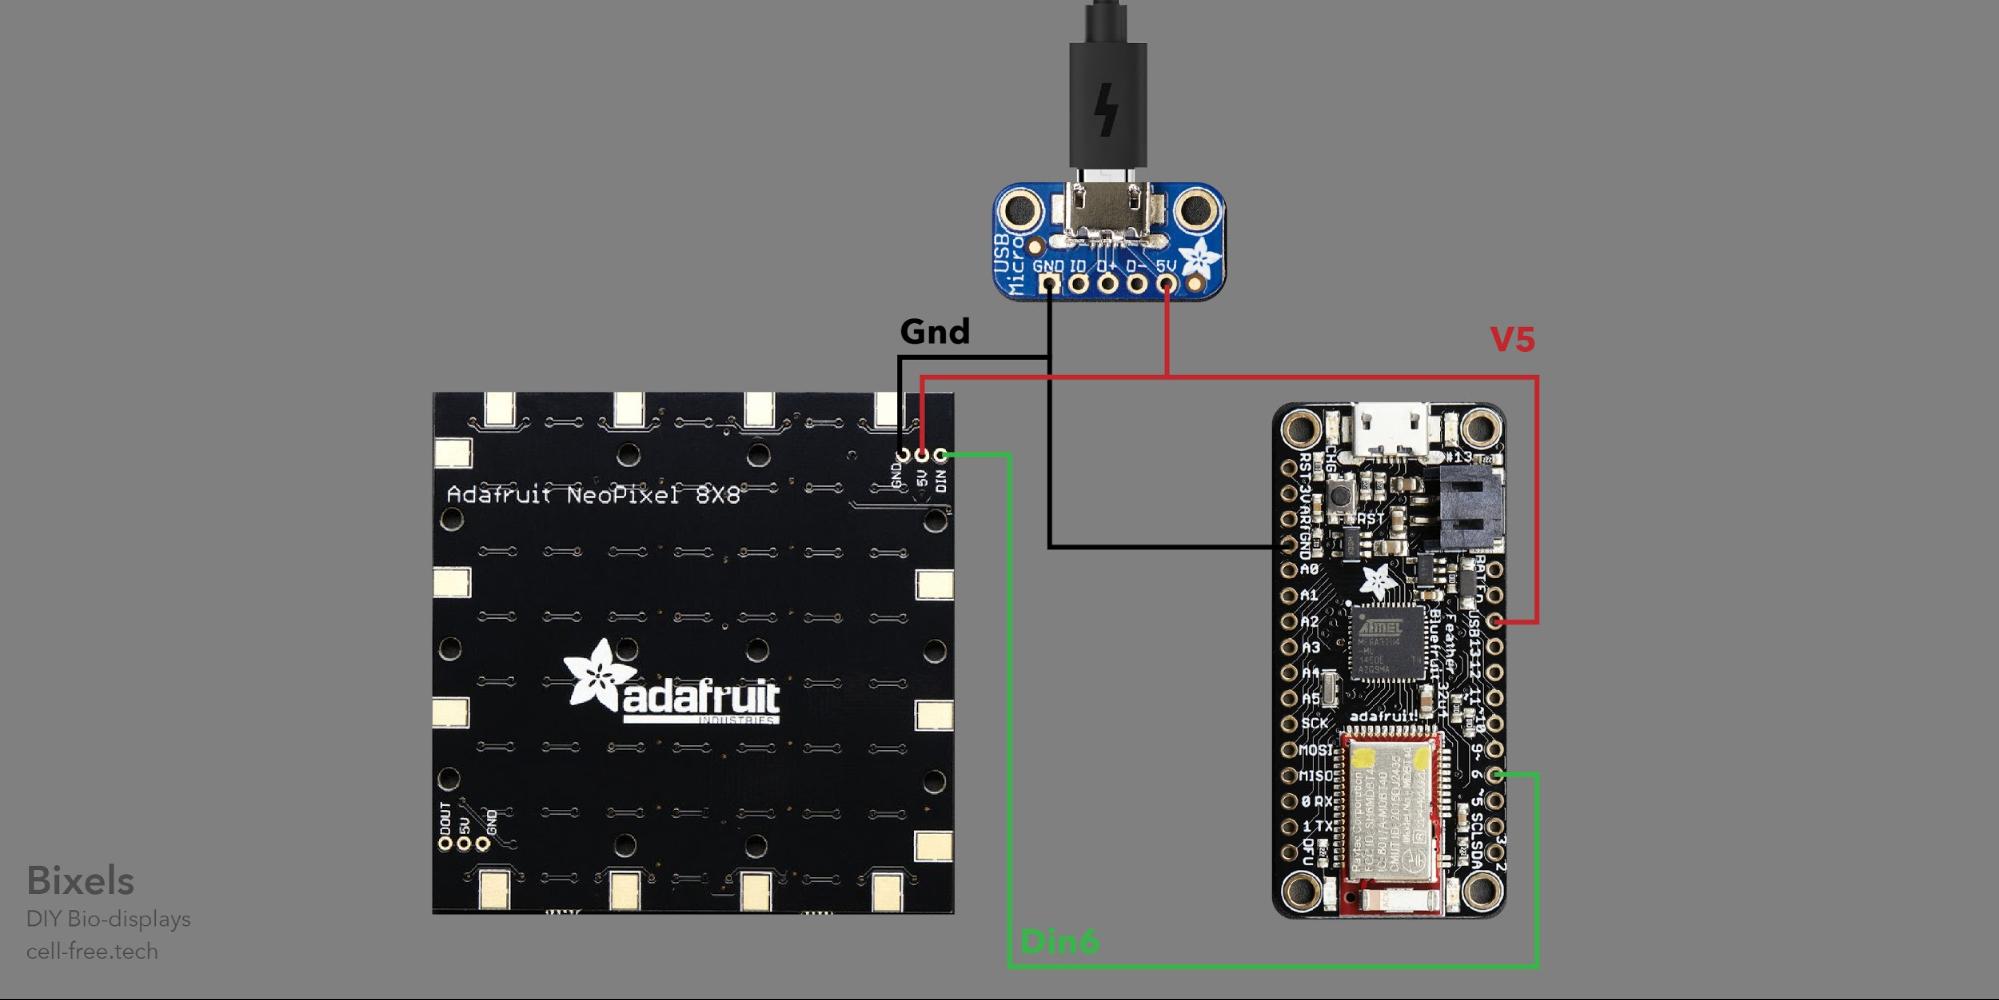 USB
Micro
GND ID D+ D- 5V
Gnd
V5
GND
5V
DIN
Adafruit NeoPixel 8X8
adafruit
INDUSTRIES
DOUT
5V
GND
RST
3V
ARf
GND
A0
A1
A2
A3
A4
A5
SCK
MOSI
MISO
0 RX
1 TX
DFU
CHG
#13
RST
BAT
En
USB
13
12
11
~10
9~
6
~5
SCL
SDA
3
2
Atmel
Feather 32u4
Bluefruit
adafruit!
Din6
Bixels
DIY Bio-displays
cell-free.tech